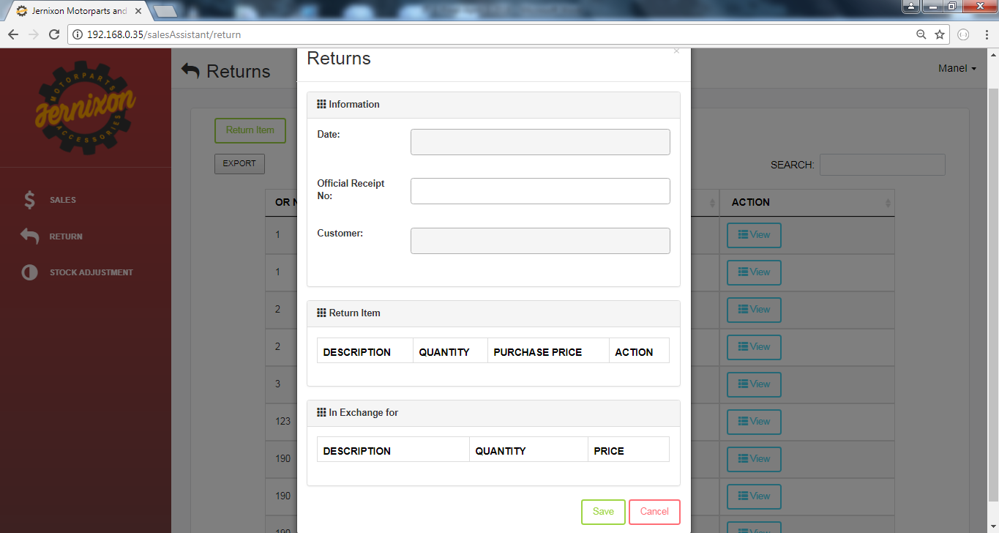 Jernixon Motorparts and
192.168.0.35/salesAssistant/return
MOTORPARTS
Jernixon
ACCESSORIES
SALES
RETURN
STOCK ADJUSTMENT
Returns
Manel
Return Item
EXPORT
SEARCH:
OR N
ACTION
1
View
1
View
2
View
2
View
3
View
123
View
190
View
190
View
190
View
Returns
×
Information
Date:
Official Receipt
No:
Customer:
Return Item
DESCRIPTION QUANTITY PURCHASE PRICE ACTION
In Exchange for
DESCRIPTION QUANTITY PRICE
Save Cancel